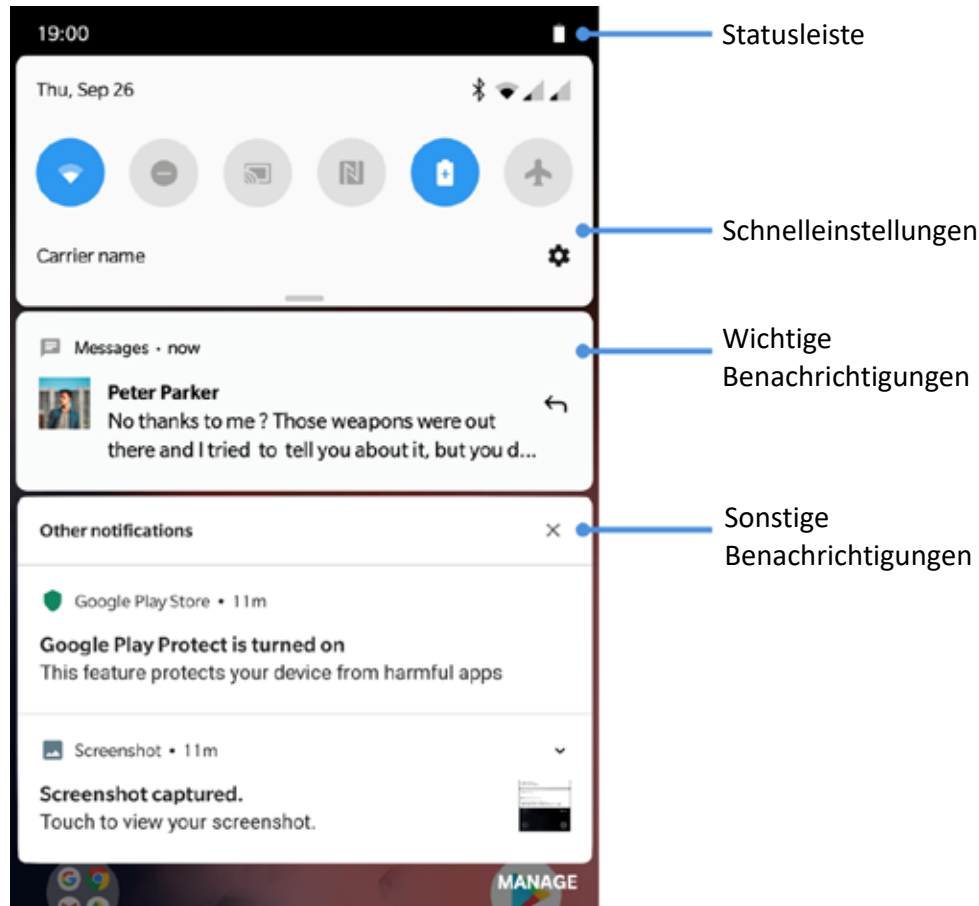 19:00
Statusleiste
Thu, Sep 26
Schnelleinstellungen
Carrier name
Messages · now
Wichtige
Benachrichtigungen
Peter Parker
No thanks to me ? Those weapons were out
there and I tried to tell you about it, but you d...
Other notifications
Sonstige
Benachrichtigungen
Google Play Store • 11m
Google Play Protect is turned on
This feature protects your device from harmful apps
Screenshot • 11m
Screenshot captured.
Touch to view your screenshot.
MANAGE